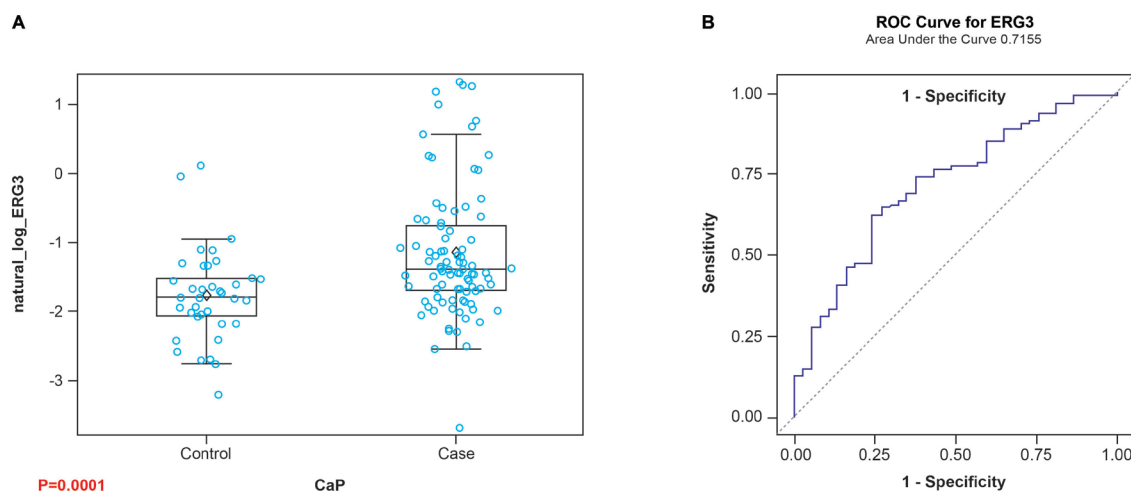 A
natural_log_ERG3
1
0
-1
-2
-3
Control
Case
P=0.0001
CaP
B
ROC Curve for ERG3
Area Under the Curve 0.7155
1 - Specificity
Sensitivity
1.00
0.75
0.50
0.25
0.00
0.00
0.25
0.50
0.75
1.00
1 - Specificity